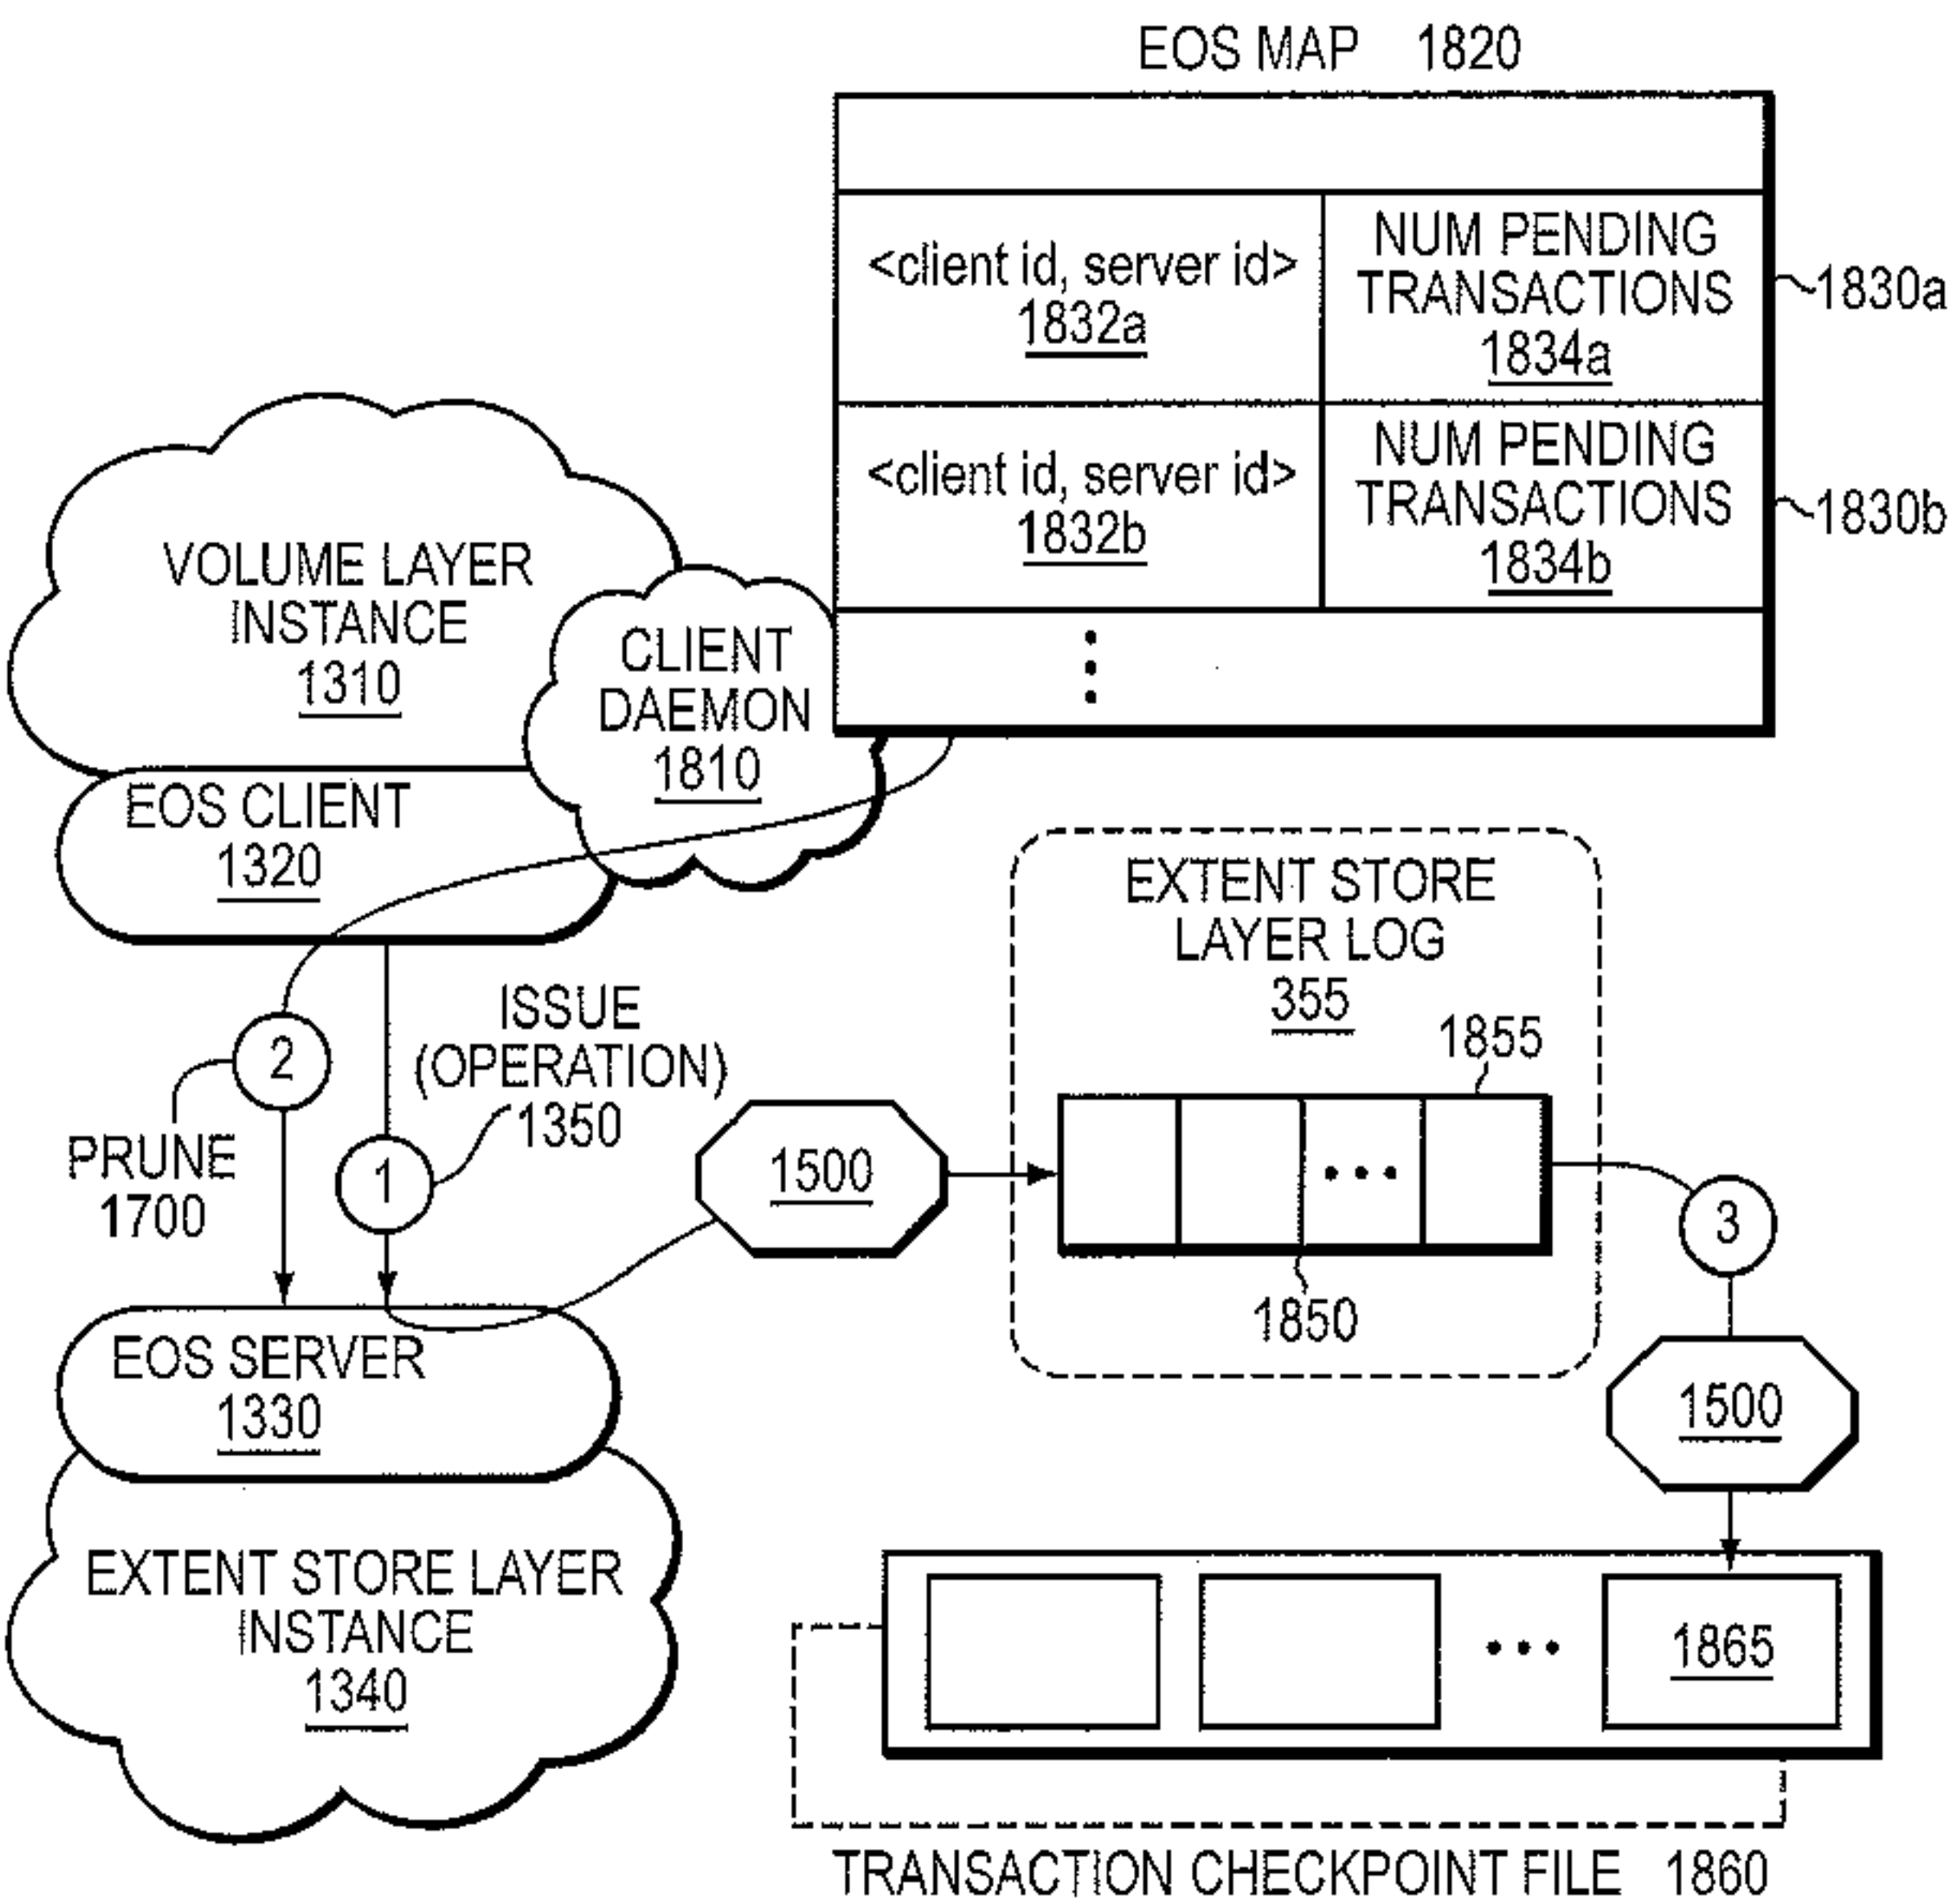 EOS MAP 1820
<client id, server id>
1832a
NUM PENDING
TRANSACTIONS
1834a
1830a
<client id, server id>
1832b
NUM PENDING
TRANSACTIONS
1834b
1830b
VOLUME LAYER
INSTANCE
1310
CLIENT
DAEMON
1810
EOS CLIENT
1320
EXTENT STORE
LAYER LOG
355
1855
1850
ISSUE
(OPERATION)
1350
2
PRUNE
1700
1
1500
3
1500
EOS SERVER
1330
EXTENT STORE LAYER
INSTANCE
1340
1865
TRANSACTION CHECKPOINT FILE 1860